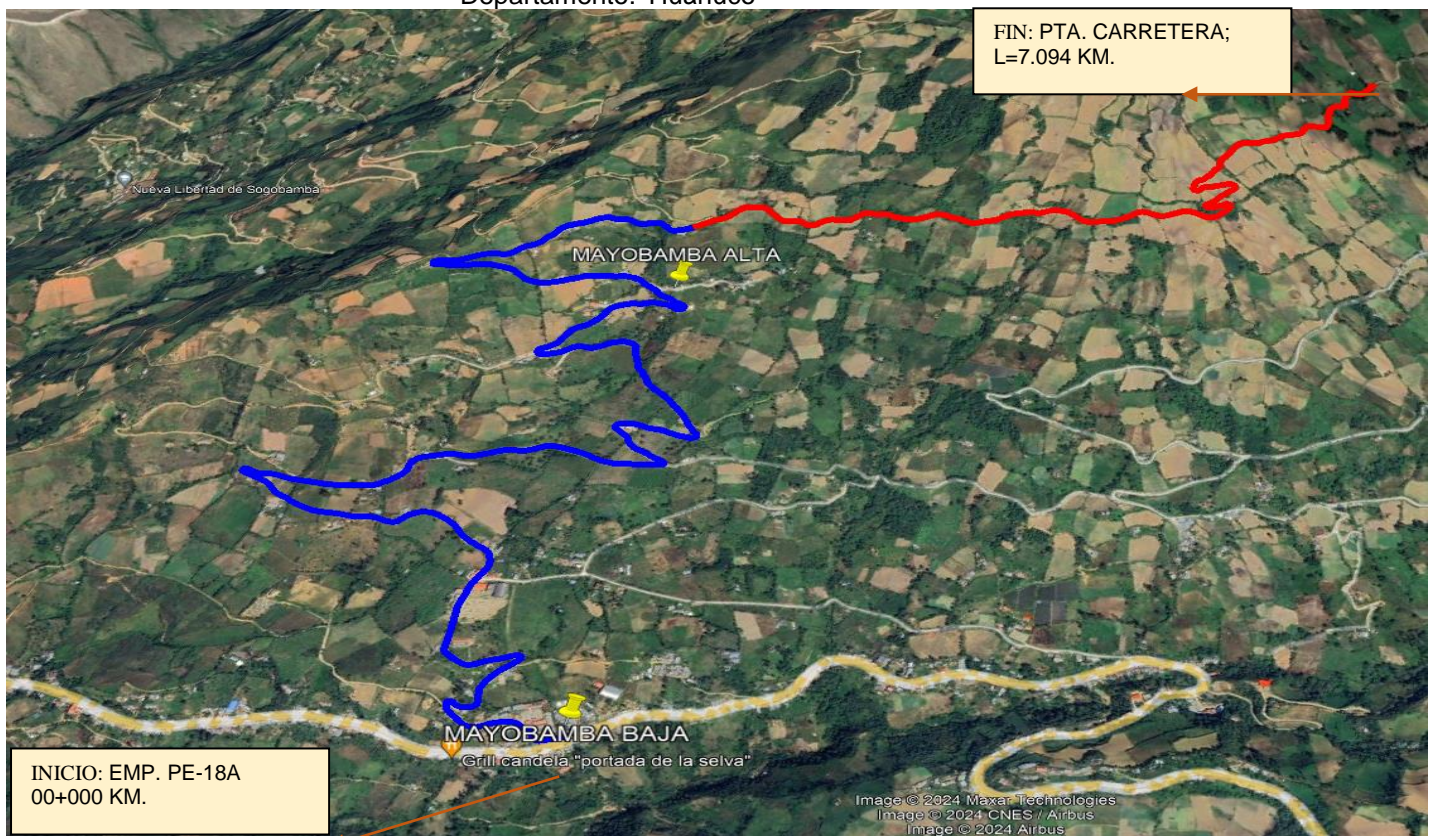 FIN: PTA. CARRETERA;
L=7.094 KM.
Nueva Libertad de Sogobamba
MAYOBAMBA ALTA
MAYOBAMBA BAJA
Grill candela "portada de la selva"
INICIO: EMP. PE-18A
00+000 KM.
Image © 2024 Maxar Technologies
Image © 2024 CNES / Airbus
Image © 2024 Airbus